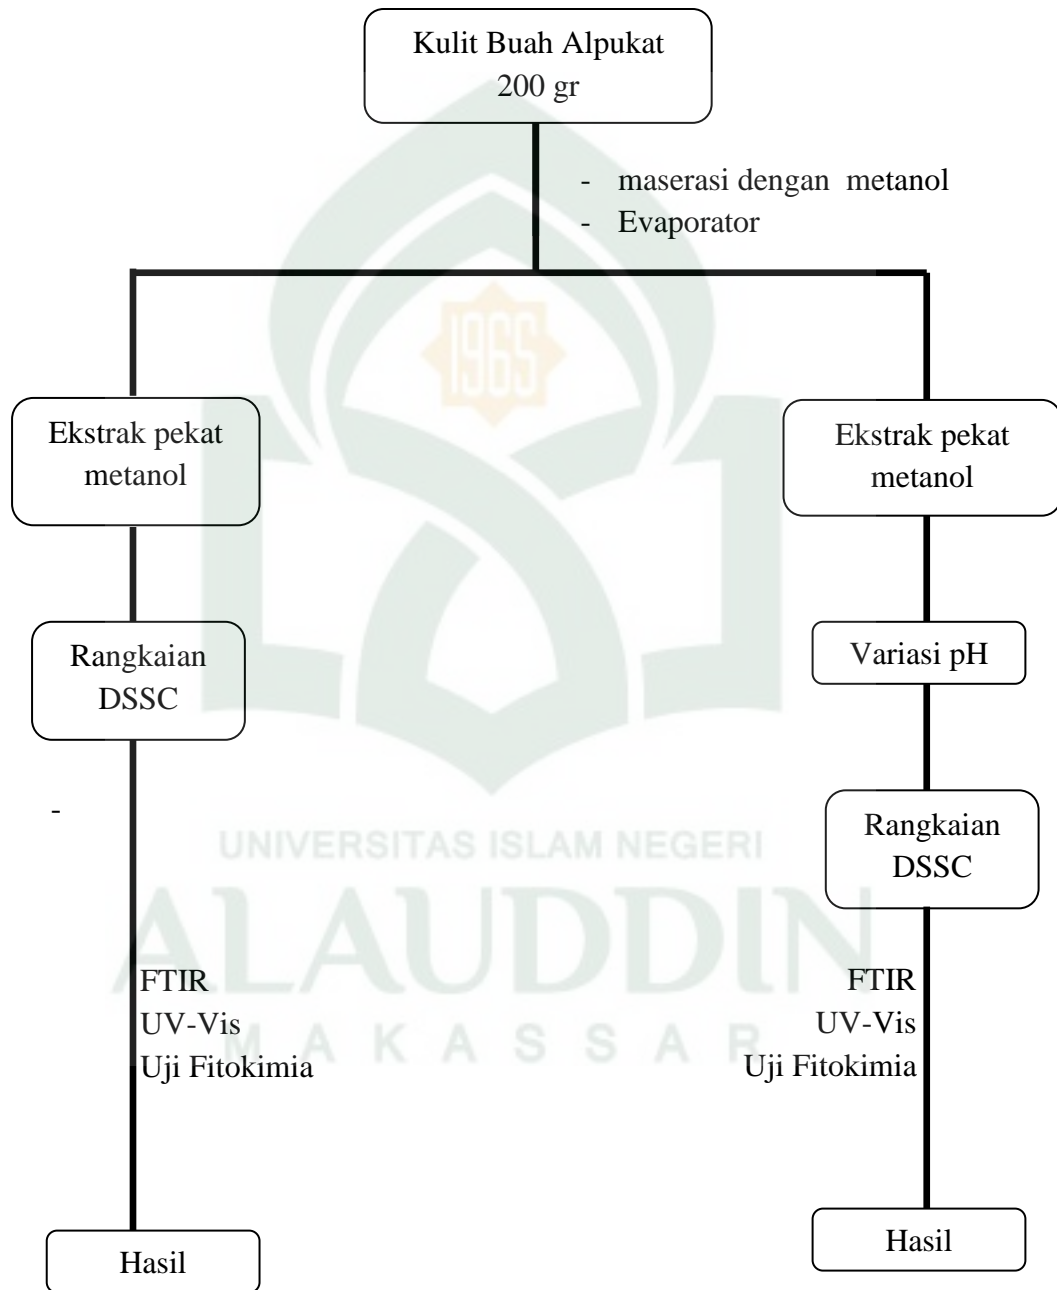 Kulit Buah Alpukat
200 gr
- maserasi dengan metanol
- Evaporator
1965
Ekstrak pekat
metanol
Ekstrak pekat
metanol
Rangkaian
DSSC
Variasi pH
-
Rangkaian
DSSC
UNIVERSITAS ISLAM NEGERI
ALAUDDIN
MAKASSAR
FTIR
UV-Vis
Uji Fitokimia
FTIR
UV-Vis
Uji Fitokimia
Hasil
Hasil